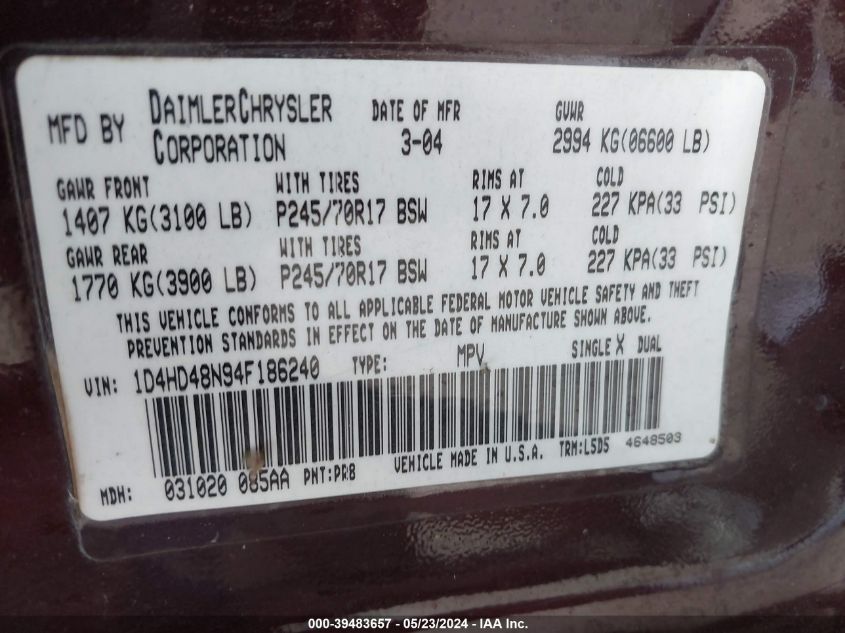 MFD BY DAIMLERCHRYSLER CORPORATION DATE OF MFR 3-04 GVWR 2994 KG(06600 LB)
GAWR FRONT WITH TIRES RIMS AT COLD
1407 KG(3100 LB) P245/70R17 BSW 17 X 7.0 227 KPA(33 PSI)
GAWR REAR WITH TIRES RIMS AT COLD
1770 KG(3900 LB) P245/70R17 BSW 17 X 7.0 227 KPA(33 PSI)
THIS VEHICLE CONFORMS TO ALL APPLICABLE FEDERAL MOTOR VEHICLE SAFETY AND THEFT
PREVENTION STANDARDS IN EFFECT ON THE DATE OF MANUFACTURE SHOWN ABOVE.
VIN: 1D4HD48N94F186240 TYPE: MPV SINGLE X DUAL
MDH: 031020 085AA PNT:PR8 VEHICLE MADE IN U.S.A. TRM:L5D5 4648503
000-39483657 - 05/23/2024 - IAA Inc.